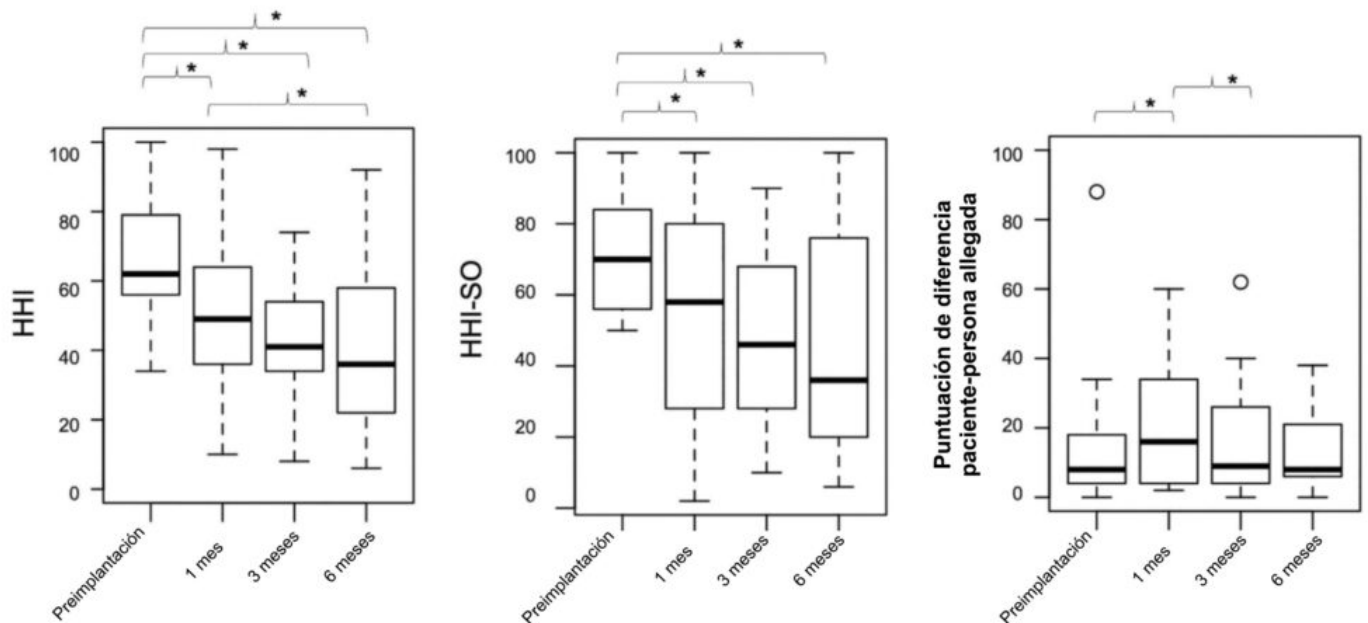 *
*
*
*
HHI
100
80
60
40
20
0
Preimplantación
1 mes
3 meses
6 meses
*
*
*
HHI-SO
100
80
60
40
20
0
Preimplantación
1 mes
3 meses
6 meses
*
*
Puntuación de diferencia
paciente-persona allegada
100
80
60
40
20
0
Preimplantación
1 mes
3 meses
6 meses